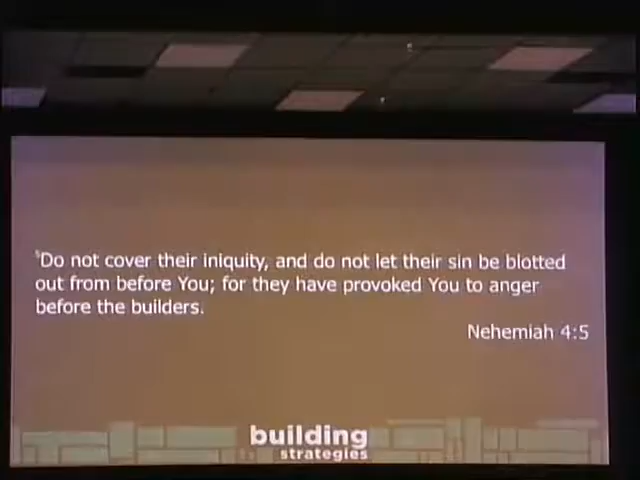 5Do not cover their iniquity, and do not let their sin be blotted
out from before You; for they have provoked You to anger
before the builders.
Nehemiah 4:5
building
strategies